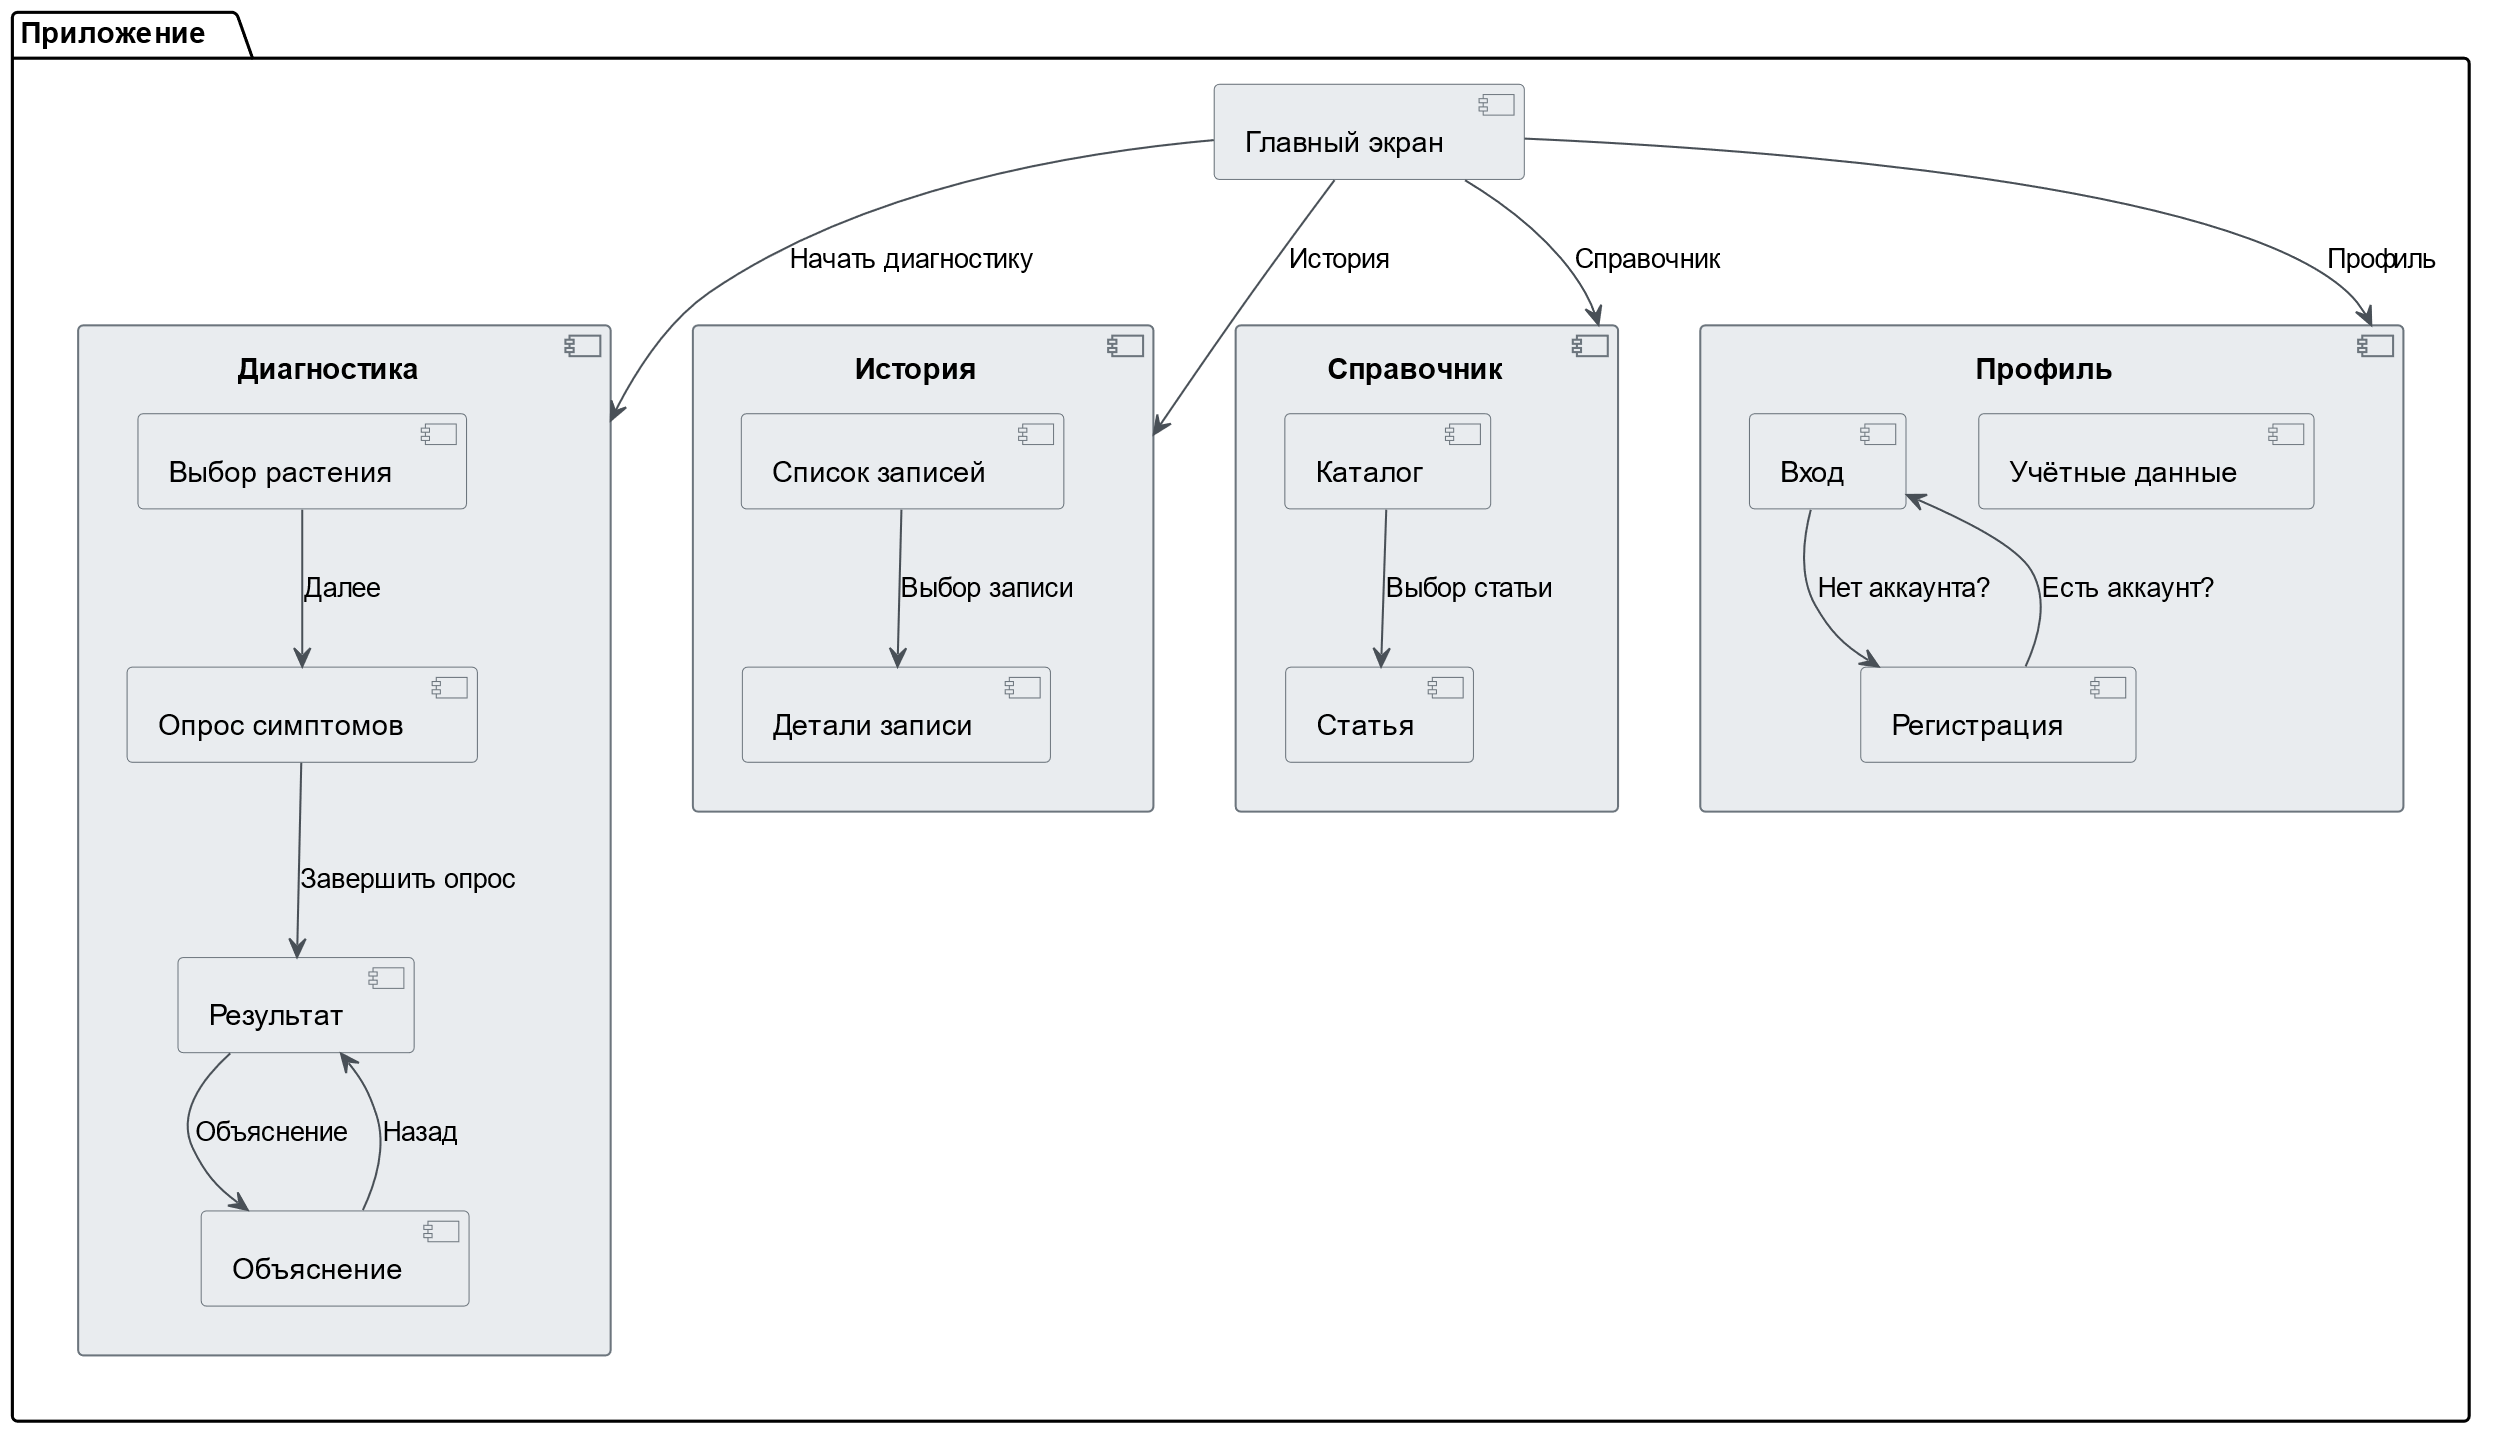 Приложение
Главный экран
Начать диагностику
История
Справочник
Профиль
Диагностика
Выбор растения
Далее
Опрос симптомов
Завершить опрос
Результат
Объяснение
Назад
Объяснение
История
Список записей
Выбор записи
Детали записи
Справочник
Каталог
Выбор статьи
Статья
Профиль
Вход
Учётные данные
Нет аккаунта?
Есть аккаунт?
Регистрация